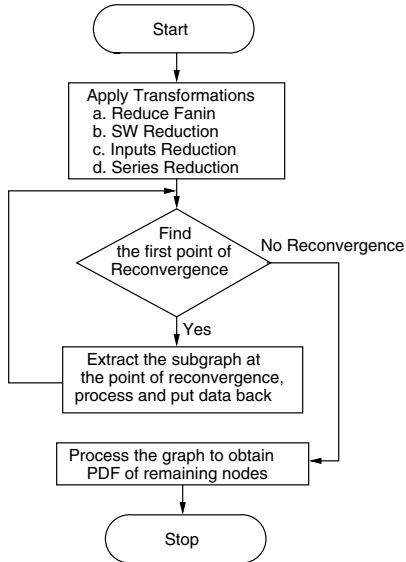 Start
Apply Transformations
a. Reduce Fanin
b. SW Reduction
c. Inputs Reduction
d. Series Reduction
Find
the first point of
Reconvergence
No Reconvergence
Yes
Extract the subgraph at
the point of reconvergence,
process and put data back
Process the graph to obtain
PDF of remaining nodes
Stop